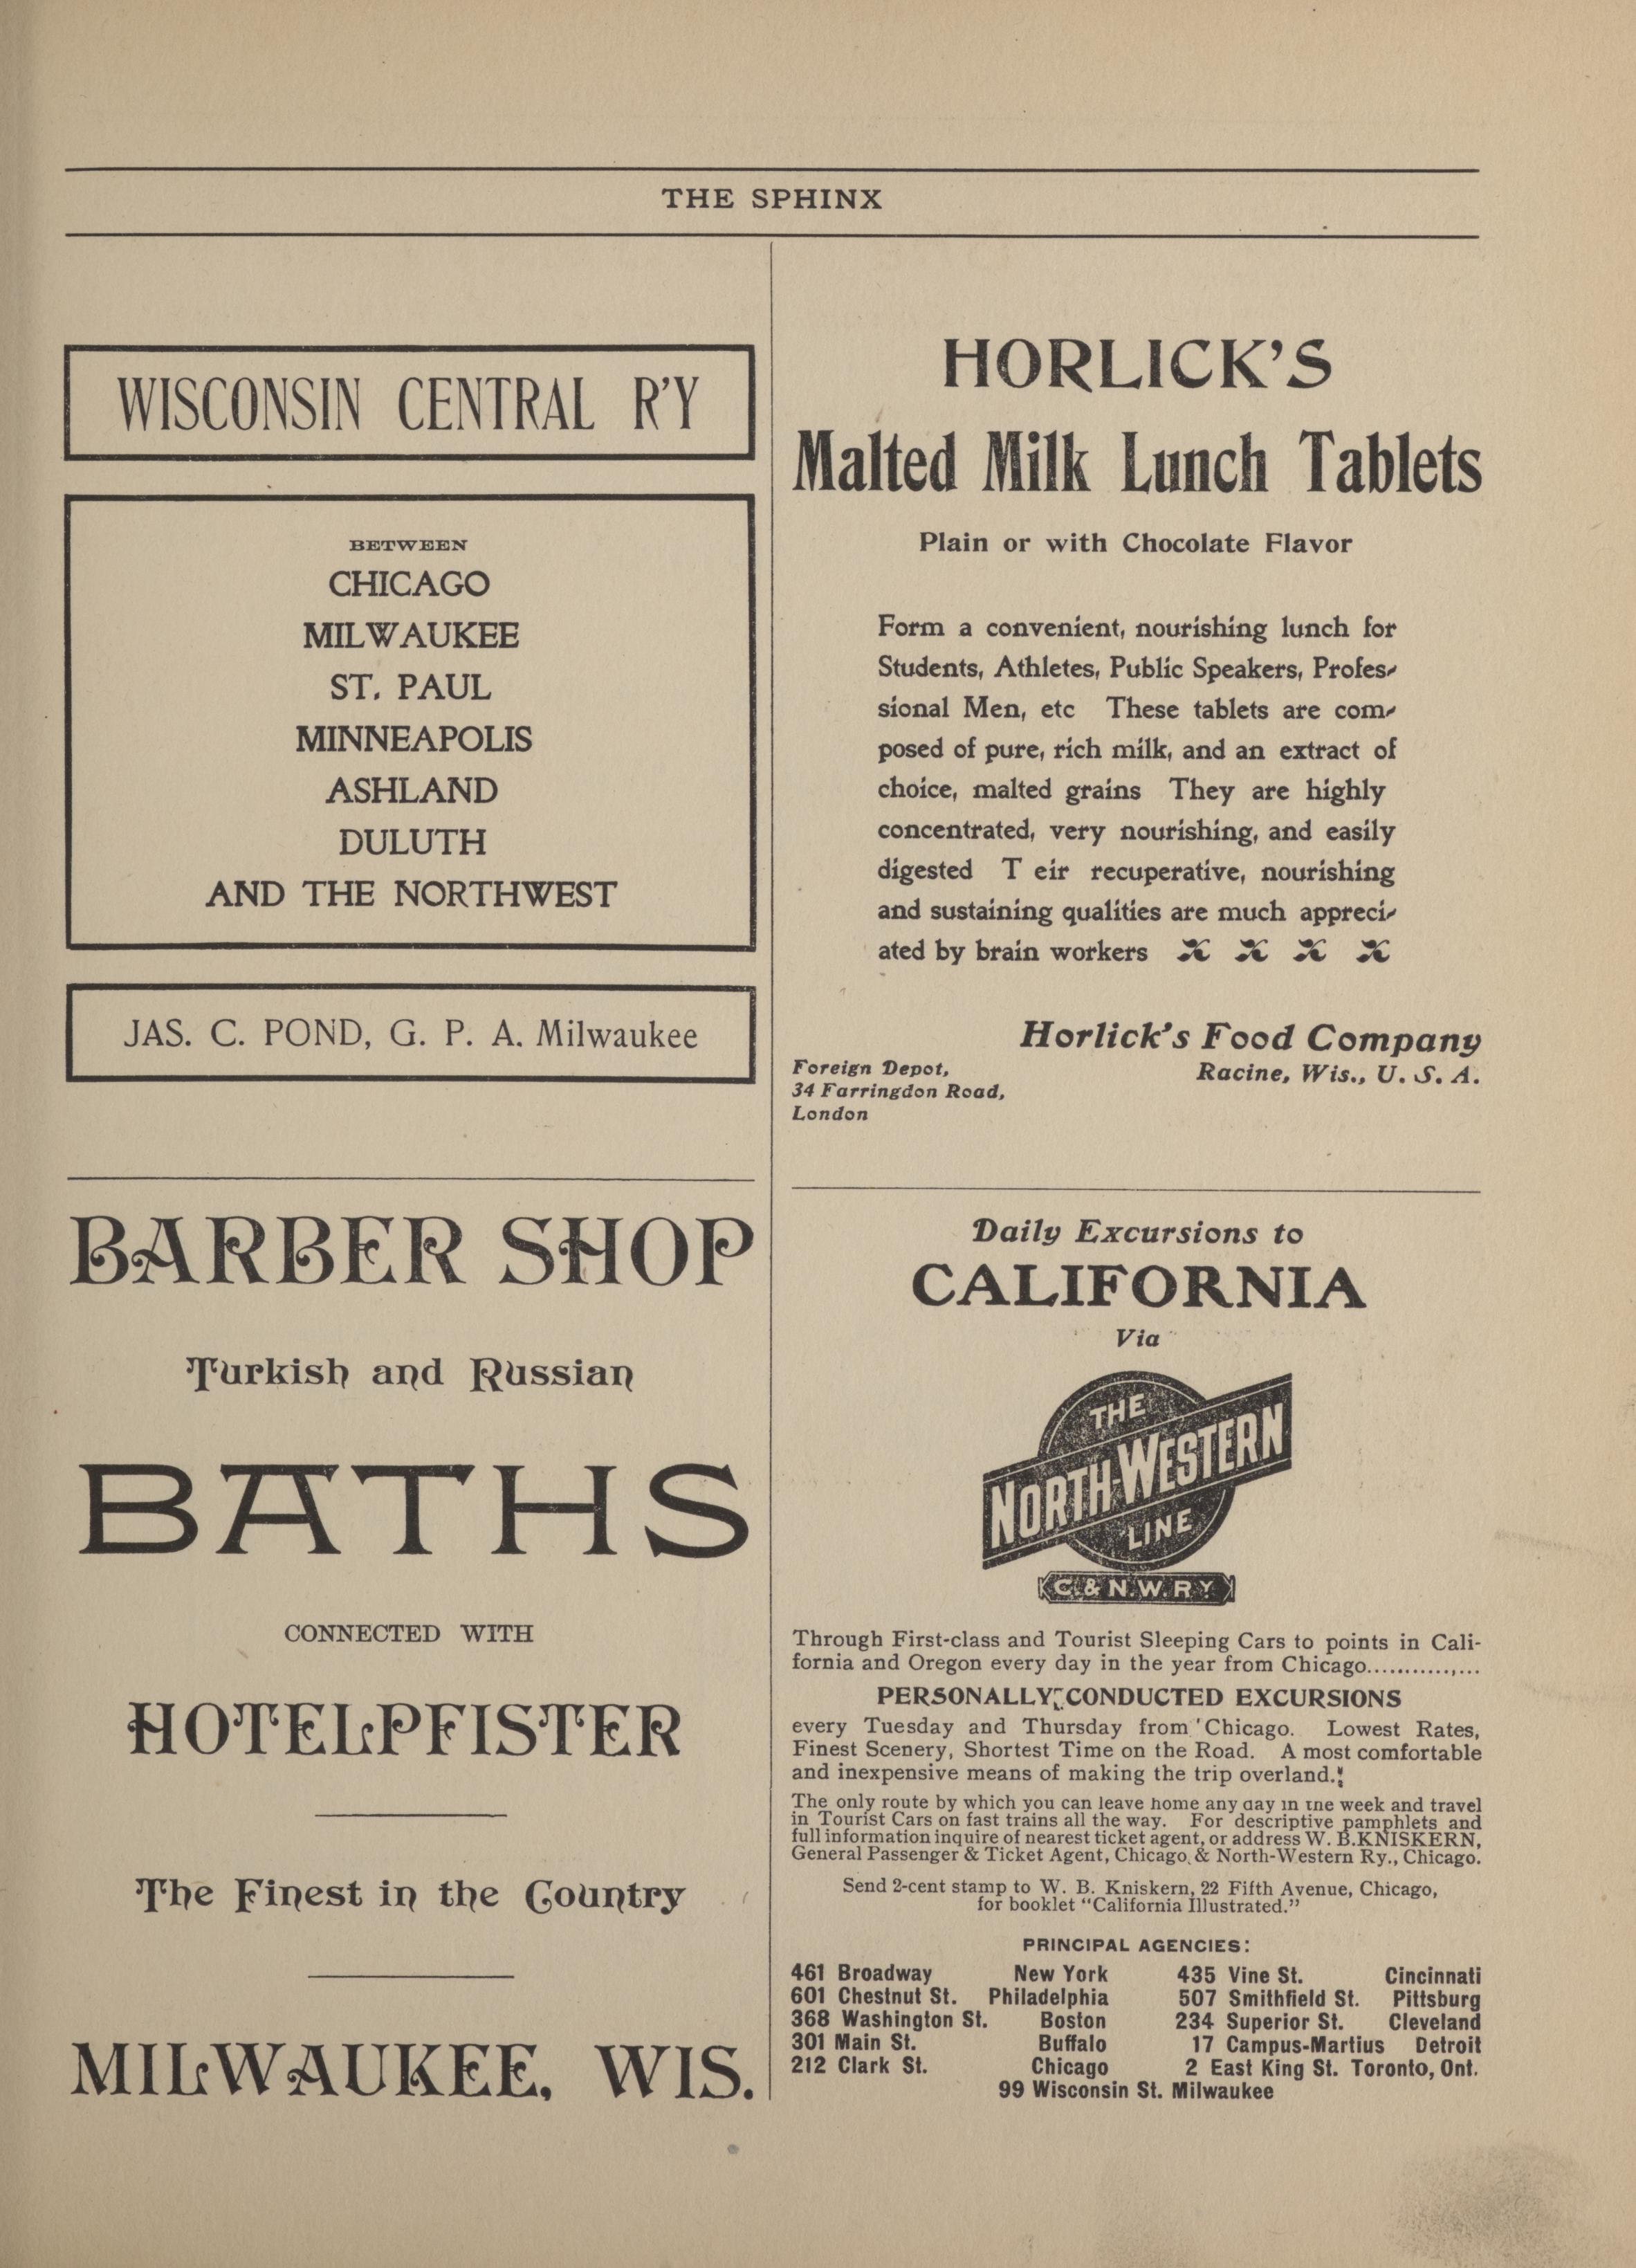 THE SPHINX
WISCONSIN CENTRAL R'Y
BETWEEN
CHICAGO
MILWAUKEE
ST. PAUL
MINNEAPOLIS
ASHLAND
DULUTH
AND THE NORTHWEST
JAS. C. POND, G. P. A. Milwaukee
BARBER SHOP
Turkish and Russian
BATHS
CONNECTED WITH
HOTEL PFISTER
The Finest in the Country
MILWAUKEE, WIS.
HORLICK'S
Malted Milk Lunch Tablets
Plain or with Chocolate Flavor
Form a convenient, nourishing lunch for
Students, Athletes, Public Speakers, Profes-
sional Men, etc These tablets are com-
posed of pure, rich milk, and an extract of
choice, malted grains They are highly
concentrated, very nourishing, and easily
digested T eir recuperative, nourishing
and sustaining qualities are much appreci-
ated by brain workers
Horlick's Food Company
Racine, Wis., U. S. A.
Foreign Depot,
34 Farringdon Road,
London
Daily Excursions to
CALIFORNIA
Via
THE
NORTH-WESTERN
LINE
C. & N. W. R Y
Through First-class and Tourist Sleeping Cars to points in Cali-
fornia and Oregon every day in the year from Chicago..............
PERSONALLY CONDUCTED EXCURSIONS
every Tuesday and Thursday from Chicago. Lowest Rates,
Finest Scenery, Shortest Time on the Road. A most comfortable
and inexpensive means of making the trip overland.
The only route by which you can leave home any day in the week and travel
in Tourist Cars on fast trains all the way. For descriptive pamphlets and
full information inquire of nearest ticket agent, or address W. B. KNISKERN,
General Passenger & Ticket Agent, Chicago & North-Western Ry., Chicago.
Send 2-cent stamp to W. B. Kniskern, 22 Fifth Avenue, Chicago,
for booklet "California Illustrated."
PRINCIPAL AGENCIES:
461 Broadway New York 435 Vine St. Cincinnati
601 Chestnut St. Philadelphia 507 Smithfield St. Pittsburg
368 Washington St. Boston 234 Superior St. Cleveland
301 Main St. Buffalo 17 Campus-Martius Detroit
212 Clark St. Chicago 2 East King St. Toronto, Ont.
99 Wisconsin St. Milwaukee